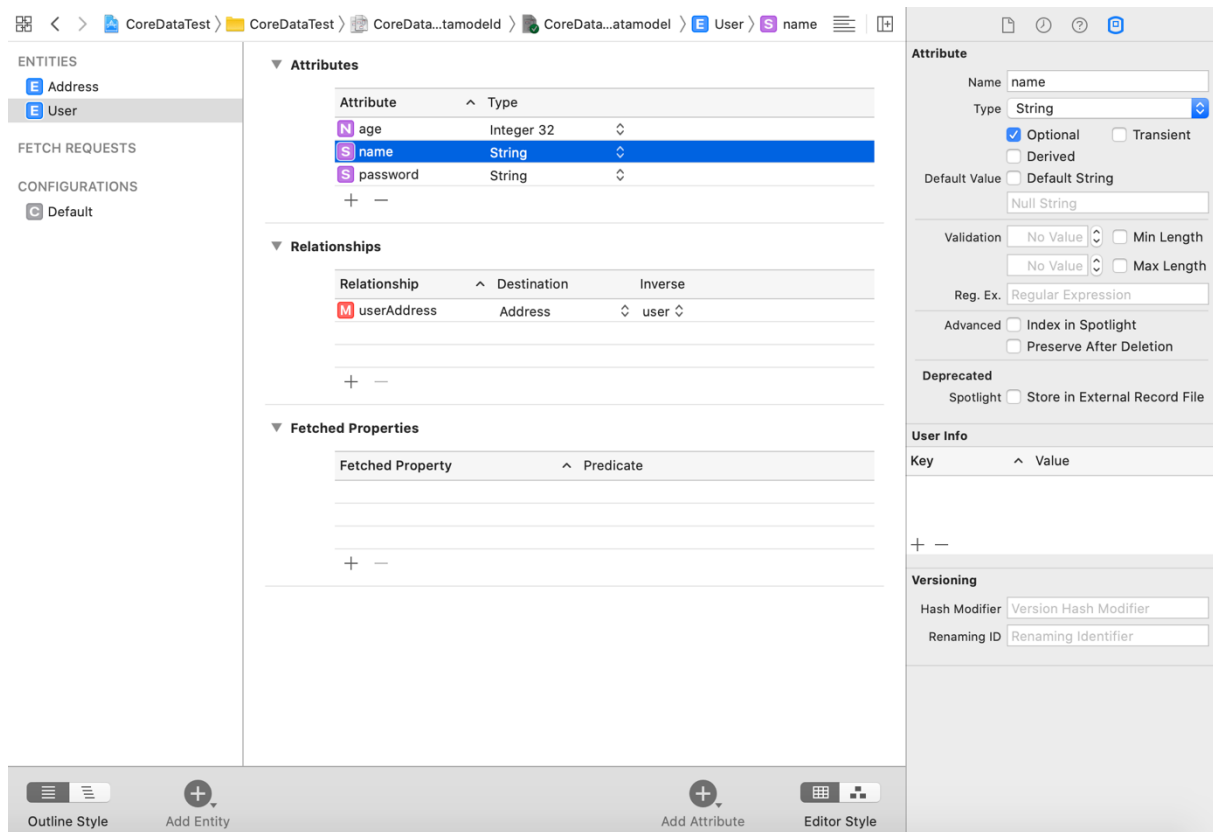 CoreDataTest CoreDataTest CoreData...tamodeld CoreData...atamodel E User S name
ENTITIES
E Address
E User
FETCH REQUESTS
CONFIGURATIONS
C Default
Attributes
Attribute Type
N age Integer 32
S name String
S password String
Relationships
Relationship Destination Inverse
M userAddress Address user
Fetched Properties
Fetched Property Predicate
Attribute
Name name
Type String
Optional Transient
Derived
Default Value Default String
Null String
Validation No Value Min Length
No Value Max Length
Reg. Ex. Regular Expression
Advanced Index in Spotlight
Preserve After Deletion
Deprecated
Spotlight Store in External Record File
User Info
Key Value
Versioning
Hash Modifier Version Hash Modifier
Renaming ID Renaming Identifier
Outline Style Add Entity Add Attribute Editor Style